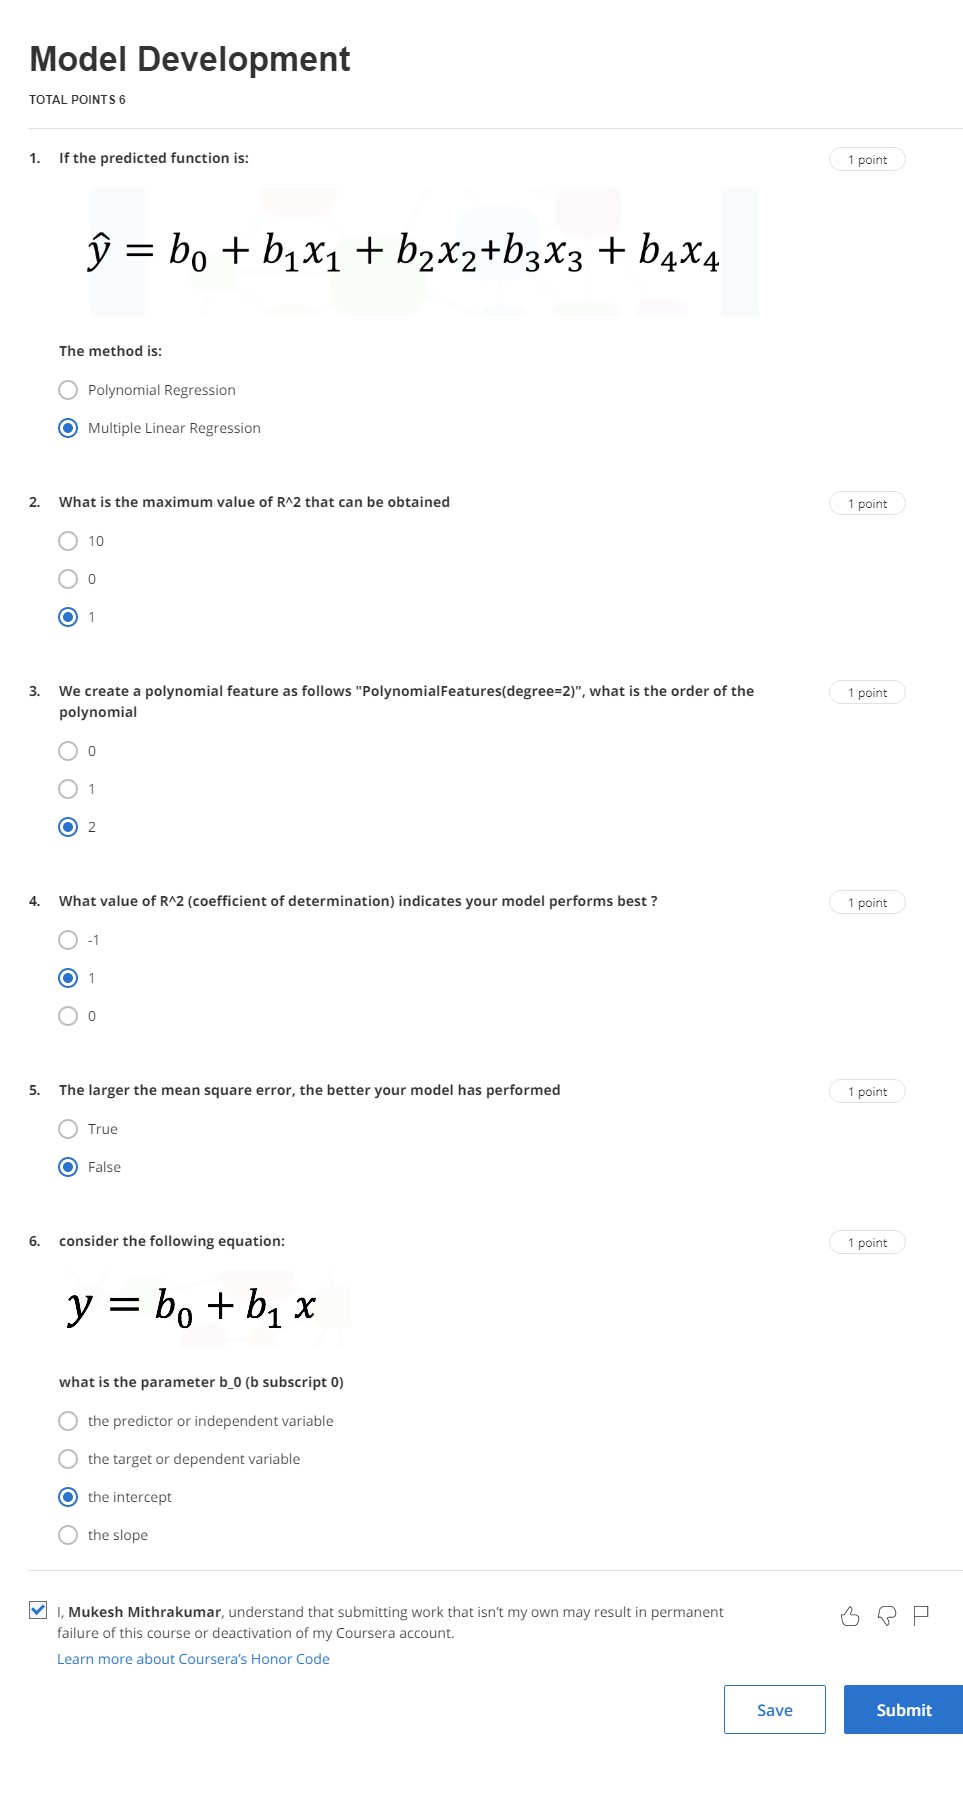 Model Development
TOTAL POINTS 6
1. If the predicted function is:
1 point
ŷ = b₀ + b₁x₁ + b₂x₂+b₃x₃ + b₄x₄
The method is:
Polynomial Regression
Multiple Linear Regression
2. What is the maximum value of R^2 that can be obtained
1 point
10
0
1
3. We create a polynomial feature as follows "PolynomialFeatures(degree=2)", what is the order of the
polynomial
1 point
0
1
2
4. What value of R^2 (coefficient of determination) indicates your model performs best ?
1 point
-1
1
0
5. The larger the mean square error, the better your model has performed
1 point
True
False
6. consider the following equation:
1 point
y = b₀ + b₁ x
what is the parameter b_0 (b subscript 0)
the predictor or independent variable
the target or dependent variable
the intercept
the slope
I, Mukesh Mithrakumar, understand that submitting work that isn't my own may result in permanent
failure of this course or deactivation of my Coursera account.
Learn more about Coursera's Honor Code
Save
Submit